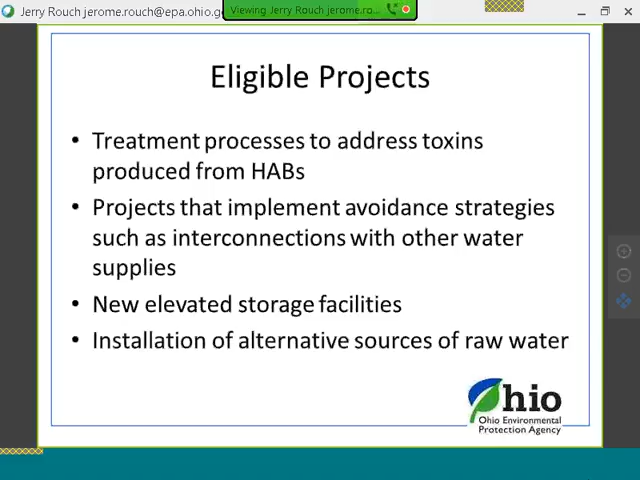 Jerry Rouch jerome.rouch@epa.ohio.g
Viewing Jerry Rouch jerome.ro...
Eligible Projects
• Treatment processes to address toxins
produced from HABs
• Projects that implement avoidance strategies
such as interconnections with other water
supplies
• New elevated storage facilities
• Installation of alternative sources of raw water
Ohio
Ohio Environmental
Protection Agency